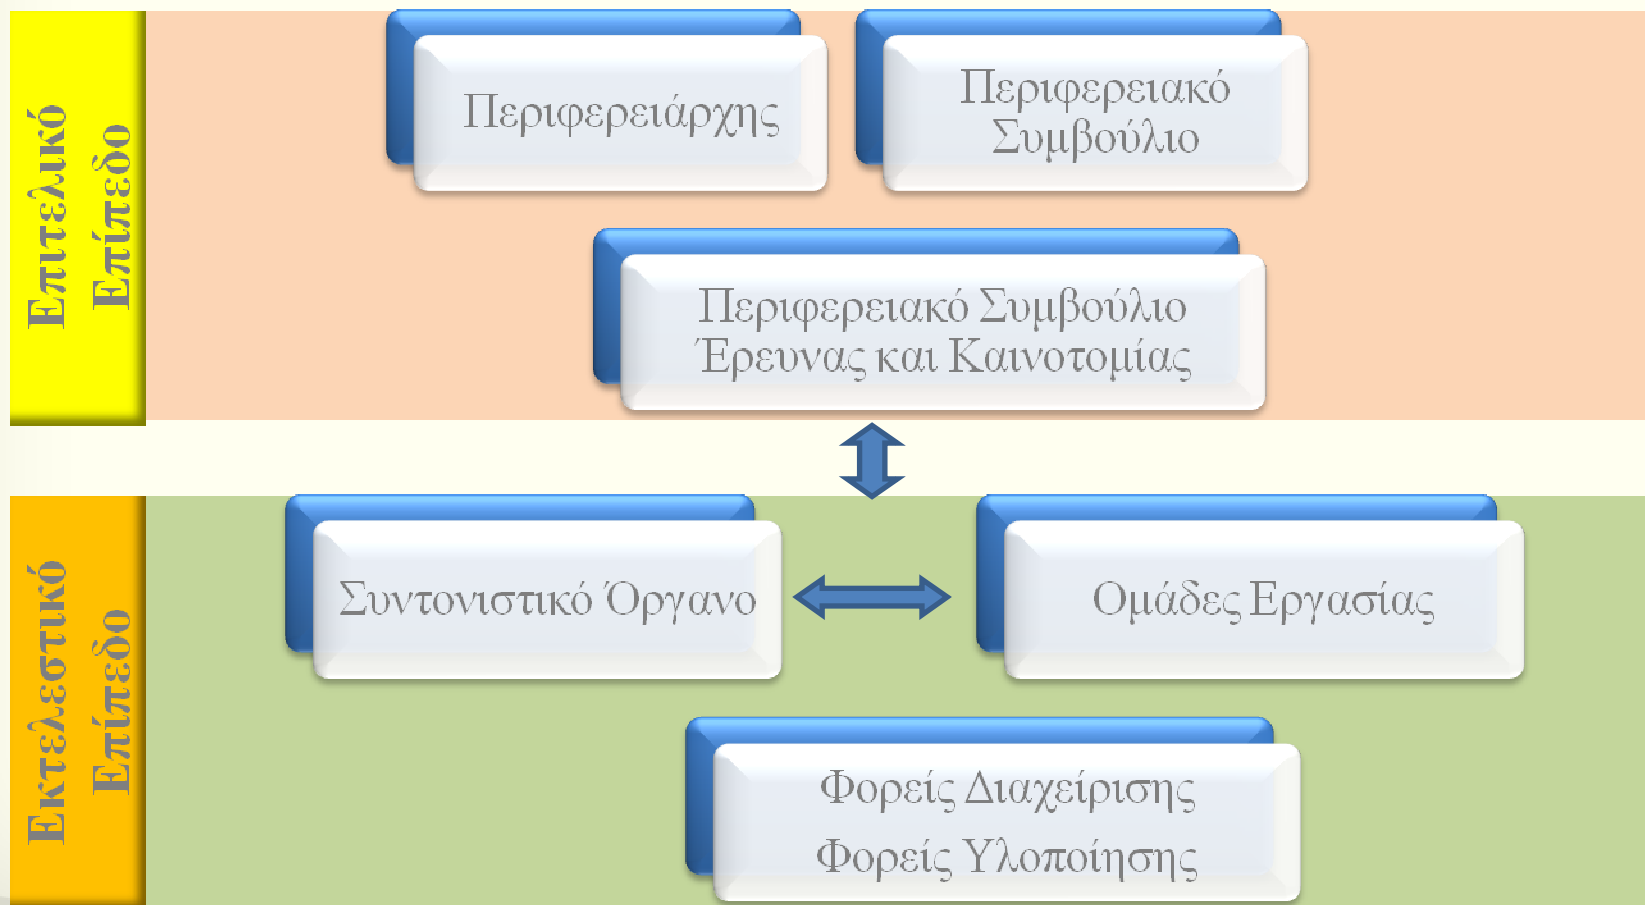 Επιτελικό
Επίπεδο
Περιφερειάρχης
Περιφερειακό
Συμβούλιο
Περιφερειακό Συμβούλιο
Έρευνας και Καινοτομίας
Εκτελεστικό
Επίπεδο
Συντονιστικό Όργανο
Ομάδες Εργασίας
Φορείς Διαχείρισης
Φορείς Υλοποίησης